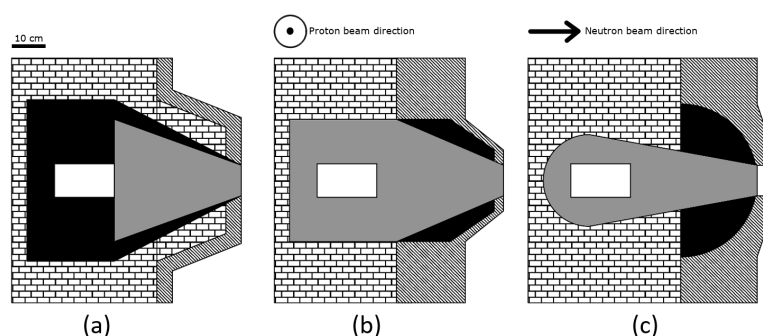 10 cm
Proton beam direction
Neutron beam direction
(a)
(b)
(c)